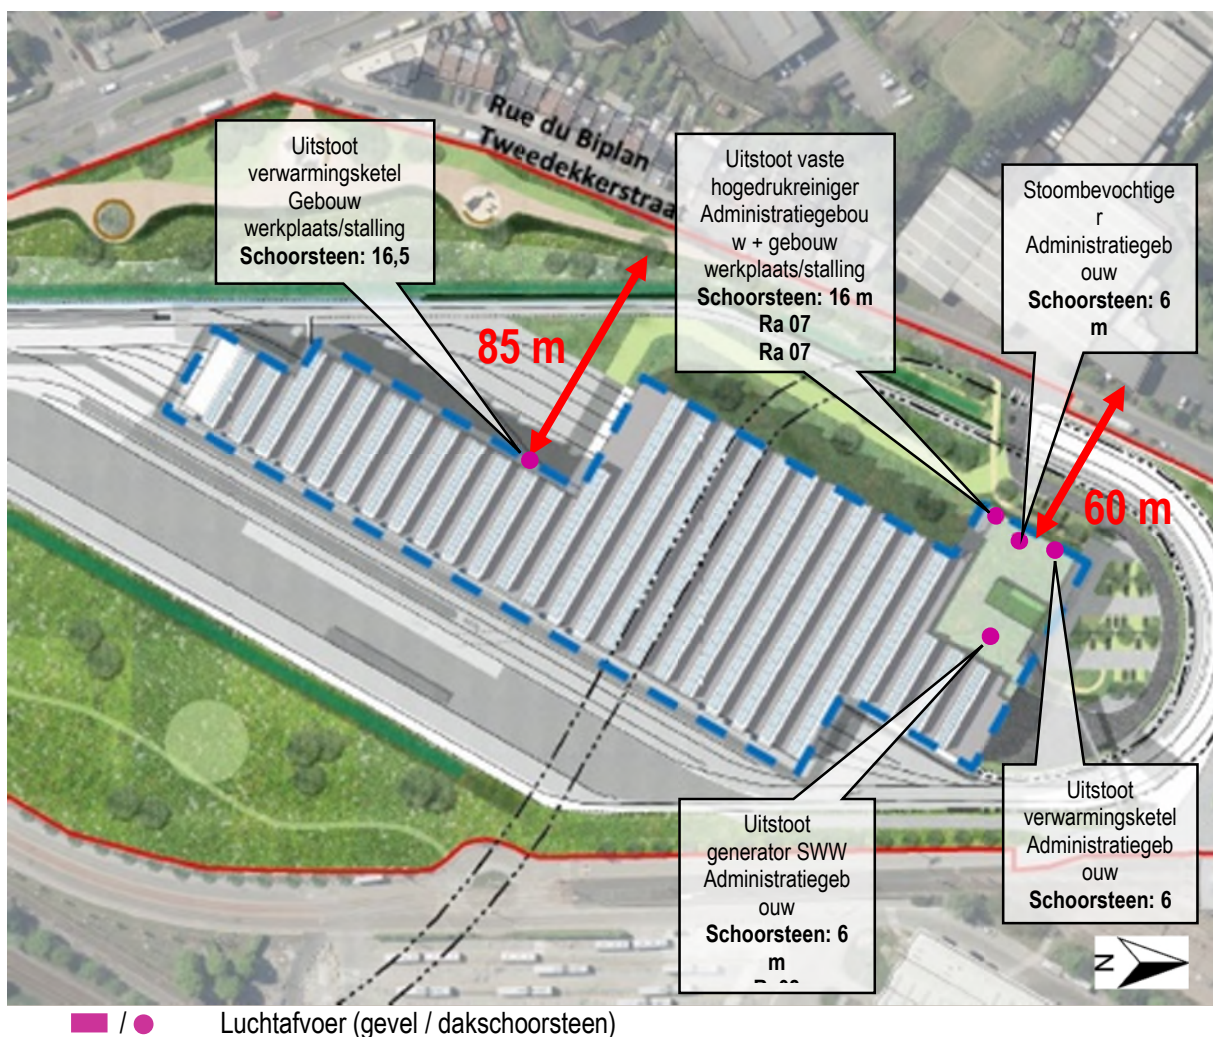 Rue du Biplan
Tweedekkerstraat
Uitstoot
verwarmingsketel
Gebouw
werkplaats/stalling
Schoorsteen: 16,5
Uitstoot vaste
hogedrukreiniger
Administratiegebou
w + gebouw
werkplaats/stalling
Schoorsteen: 16 m
Ra 07
Ra 07
Stoombevochtige
r
Administratiegeb
ouw
Schoorsteen: 6
m
85 m
60 m
Uitstoot
generator SWW
Administratiegeb
ouw
Schoorsteen: 6
m
Uitstoot
verwarmingsketel
Administratiegeb
ouw
Schoorsteen: 6
N
/
Luchtafvoer (gevel / dakschoorsteen)